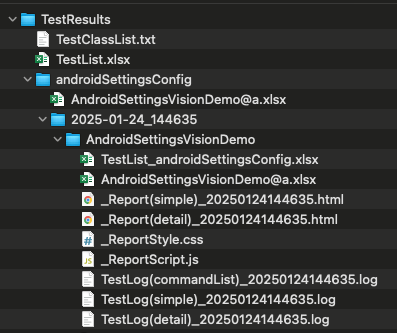 TestResults
TestClassList.txt
TestList.xlsx
androidSettingsConfig
AndroidSettingsVisionDemo@a.xlsx
2025-01-24_144635
AndroidSettingsVisionDemo
TestList_androidSettingsConfig.xlsx
AndroidSettingsVisionDemo@a.xlsx
_Report(simple)_20250124144635.html
_Report(detail)_20250124144635.html
_ReportStyle.css
_ReportScript.js
TestLog(commandList)_20250124144635.log
TestLog(simple)_20250124144635.log
TestLog(detail)_20250124144635.log